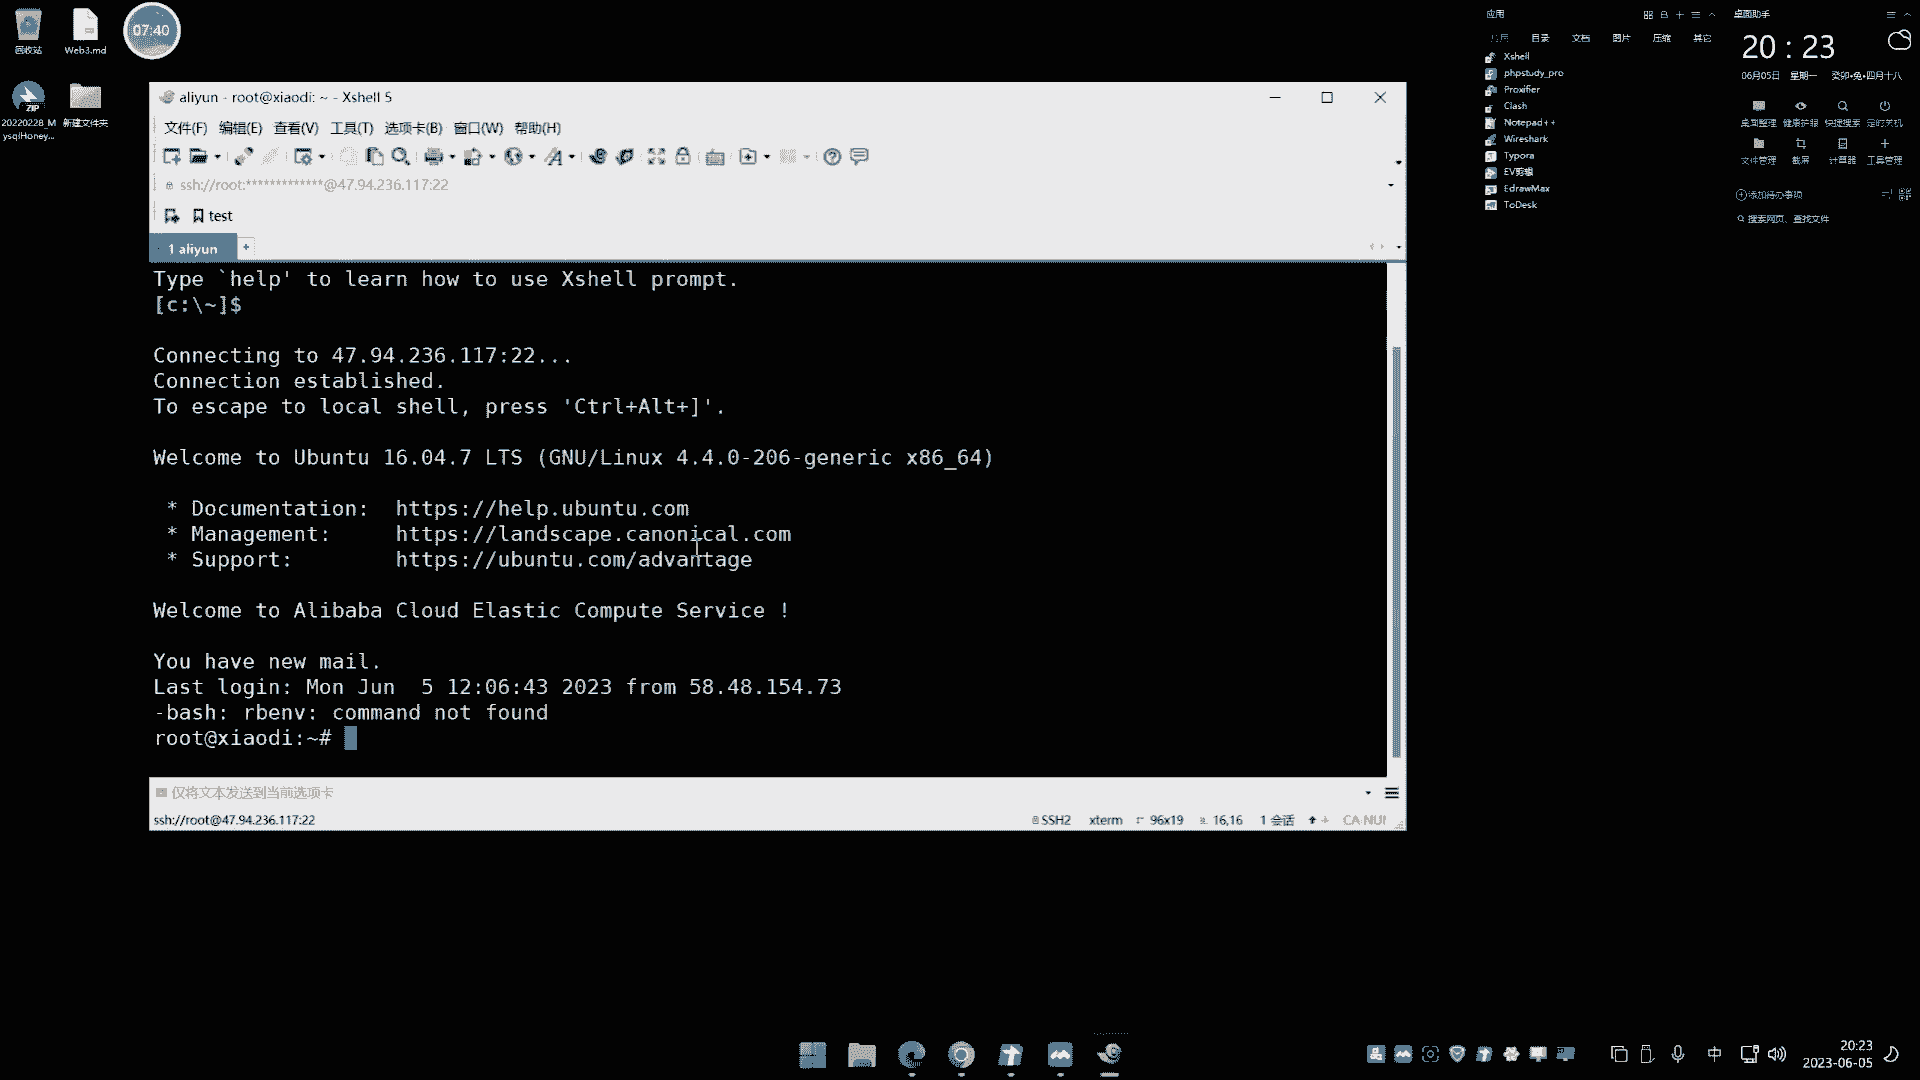 回收站
Web3.md
07:40
20220228_M
ysqlHoney...
新建文件夹
aliyun - root@xiaodi: ~ - Xshell 5
文件(F) 编辑(E) 查看(V) 工具(T) 选项卡(B) 窗口(W) 帮助(H)
ssh://root:*************@47.94.236.117:22
test
1 aliyun
Type `help' to learn how to use Xshell prompt.
[c:\~]$
Connecting to 47.94.236.117:22...
Connection established.
To escape to local shell, press 'Ctrl+Alt+]'.
Welcome to Ubuntu 16.04.7 LTS (GNU/Linux 4.4.0-206-generic x86_64)
* Documentation:  https://help.ubuntu.com
* Management:     https://landscape.canonical.com
* Support:        https://ubuntu.com/advantage
Welcome to Alibaba Cloud Elastic Compute Service !
You have new mail.
Last login: Mon Jun  5 12:06:43 2023 from 58.48.154.73
-bash: rbenv: command not found
root@xiaodi:~#
仅将文本发送到当前选项卡
ssh://root@47.94.236.117:22
SSH2 xterm 96x19 16,16 1 会话 CA NUM
应用
目录 文档 图片 压缩 其它
Xshell
phpstudy_pro
Proxifier
Clash
Notepad++
Wireshark
Typora
EV剪辑
EdrawMax
ToDesk
桌面助手
20 : 23
06月05日 星期一 癸卯•兔•四月十八
桌面整理 健康护眼 快捷搜索 定时关机
文件管理 截屏 计算器 工具管理
添加待办事项
搜索网页、查找文件
中
20:23
2023-06-05